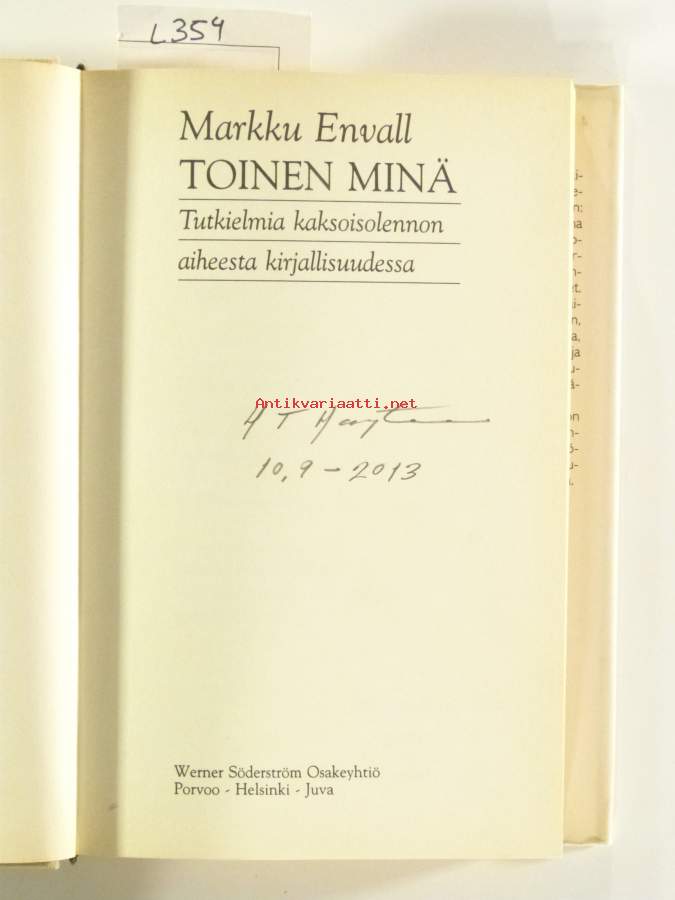 L359
Markku Envall
TOINEN MINÄ
Tutkielmia kaksoisolennon
aiheesta kirjallisuudessa
Antikvariaatti.net
10.9-2013
Werner Söderström Osakeyhtiö
Porvoo - Helsinki - Juva